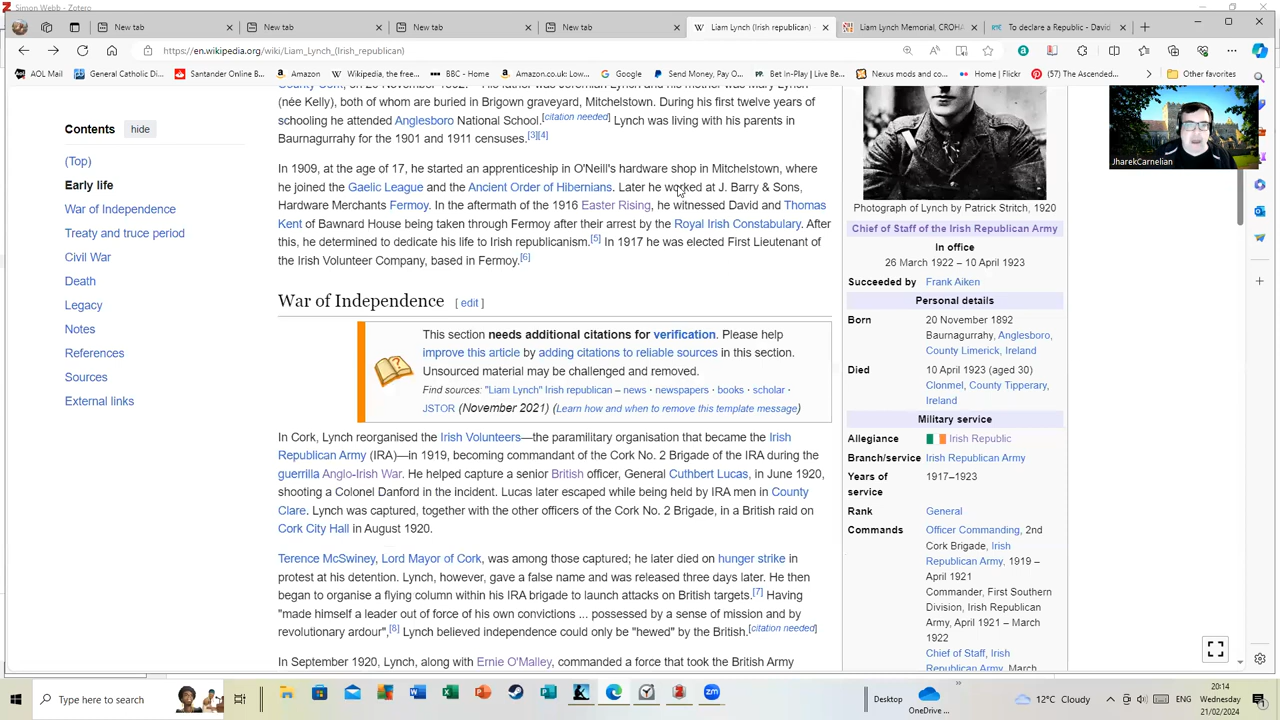 Simon Webb - Zotero
New tab
New tab
New tab
New tab
Liam Lynch (Irish republican)
Liam Lynch Memorial, CROHA
To declare a Republic - David
https://en.wikipedia.org/wiki/Liam_Lynch_(Irish_republican)
AOL Mail
General Catholic Di...
Santander Online B...
Amazon
Wikipedia, the free...
BBC - Home
Amazon.co.uk: Low...
Google
Send Money, Pay O...
Bet In-Play | Live Be...
Nexus mods and co...
Home | Flickr
(57) The Ascended...
Other favorites
Contents
hide
(Top)
Early life
War of Independence
Treaty and truce period
Civil War
Death
Legacy
Notes
References
Sources
External links
(née Kelly), both of whom are buried in Brigown graveyard, Mitchelstown. During his first twelve years of
schooling he attended Anglesboro National School.[citation needed] Lynch was living with his parents in
Baurnagurrahy for the 1901 and 1911 censuses.[3][4]
In 1909, at the age of 17, he started an apprenticeship in O'Neill's hardware shop in Mitchelstown, where
he joined the Gaelic League and the Ancient Order of Hibernians. Later he worked at J. Barry & Sons,
Hardware Merchants Fermoy. In the aftermath of the 1916 Easter Rising, he witnessed David and Thomas
Kent of Bawnard House being taken through Fermoy after their arrest by the Royal Irish Constabulary. After
this, he determined to dedicate his life to Irish republicanism.[5] In 1917 he was elected First Lieutenant of
the Irish Volunteer Company, based in Fermoy.[6]
War of Independence [ edit ]
This section needs additional citations for verification. Please help
improve this article by adding citations to reliable sources in this section.
Unsourced material may be challenged and removed.
Find sources: "Liam Lynch" Irish republican – news · newspapers · books · scholar ·
JSTOR (November 2021) (Learn how and when to remove this template message)
In Cork, Lynch reorganised the Irish Volunteers—the paramilitary organisation that became the Irish
Republican Army (IRA)—in 1919, becoming commandant of the Cork No. 2 Brigade of the IRA during the
guerrilla Anglo-Irish War. He helped capture a senior British officer, General Cuthbert Lucas, in June 1920,
shooting a Colonel Danford in the incident. Lucas later escaped while being held by IRA men in County
Clare. Lynch was captured, together with the other officers of the Cork No. 2 Brigade, in a British raid on
Cork City Hall in August 1920.
Terence McSwiney, Lord Mayor of Cork, was among those captured; he later died on hunger strike in
protest at his detention. Lynch, however, gave a false name and was released three days later. He then
began to organise a flying column within his IRA brigade to launch attacks on British targets.[7] Having
"made himself a leader out of force of his own convictions ... possessed by a sense of mission and by
revolutionary ardour",[8] Lynch believed independence could only be "hewed" by the British.[citation needed]
In September 1920, Lynch, along with Ernie O'Malley, commanded a force that took the British Army
Photograph of Lynch by Patrick Stritch, 1920
Chief of Staff of the Irish Republican Army
In office
26 March 1922 – 10 April 1923
Succeeded by Frank Aiken
Personal details
Born 20 November 1892
Baurnagurrahy, Anglesboro,
County Limerick, Ireland
Died 10 April 1923 (aged 30)
Clonmel, County Tipperary,
Ireland
Military service
Allegiance Irish Republic
Branch/service Irish Republican Army
Years of service 1917–1923
Rank General
Commands Officer Commanding, 2nd
Cork Brigade, Irish
Republican Army, 1919 –
April 1921
Commander, First Southern
Division, Irish Republican
Army, April 1921 – March
1922
Chief of Staff, Irish
Republican Army, March
JharekCarnelian
Type here to search
Desktop
OneDrive ...
12°C Cloudy
ENG
20:14
Wednesday
21/02/2024